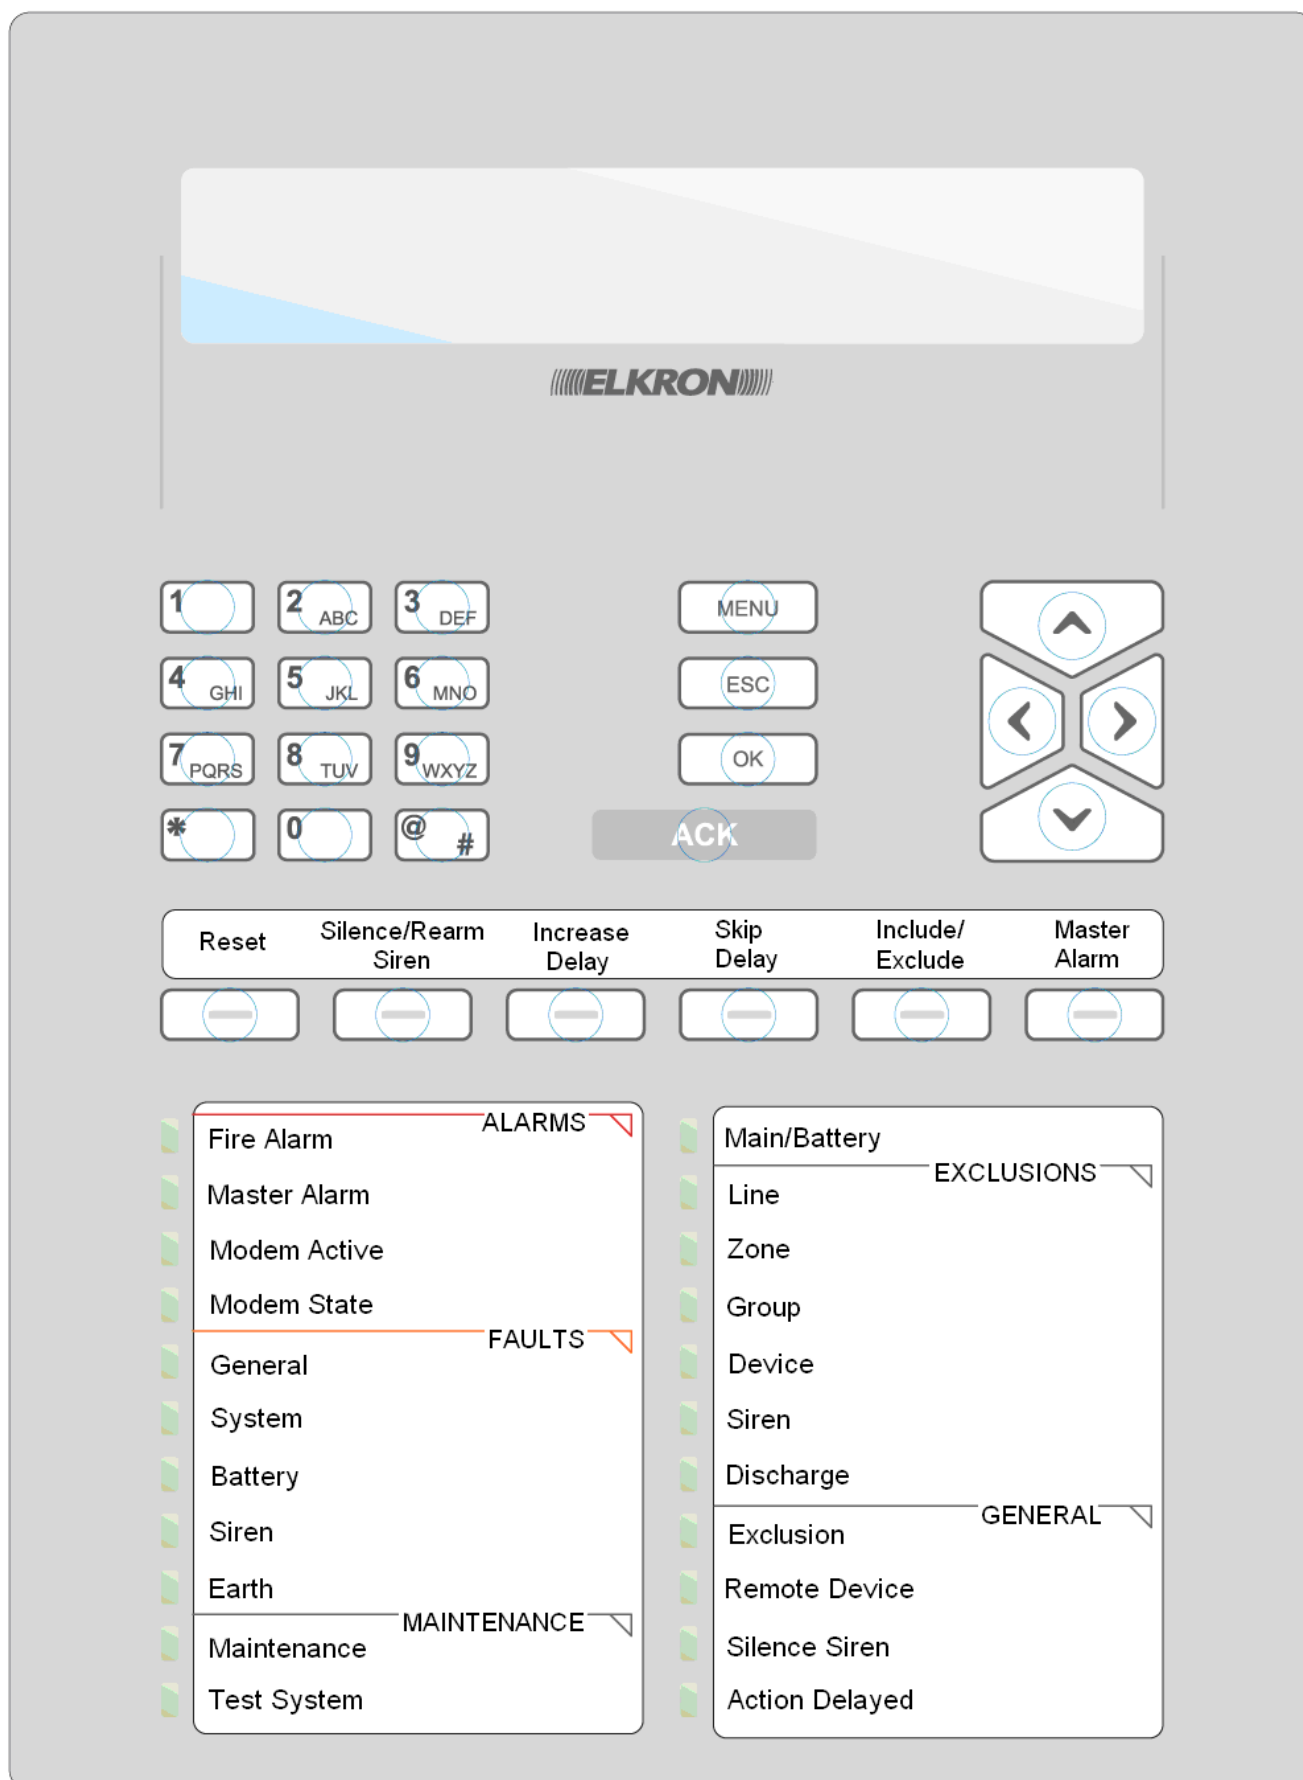 ELKRON
1 2 ABC 3 DEF MENU
4 GHI 5 JKL 6 MNO ESC
7 PQRS 8 TUV 9 WXYZ OK
* 0 @ # ACK
Reset
Silence/Rearm
Siren
Increase
Delay
Skip
Delay
Include/
Exclude
Master
Alarm
ALARMS
Fire Alarm
Master Alarm
Modem Active
Modem State
FAULTS
General
System
Battery
Siren
Earth
MAINTENANCE
Maintenance
Test System
Main/Battery
EXCLUSIONS
Line
Zone
Group
Device
Siren
Discharge
GENERAL
Exclusion
Remote Device
Silence Siren
Action Delayed